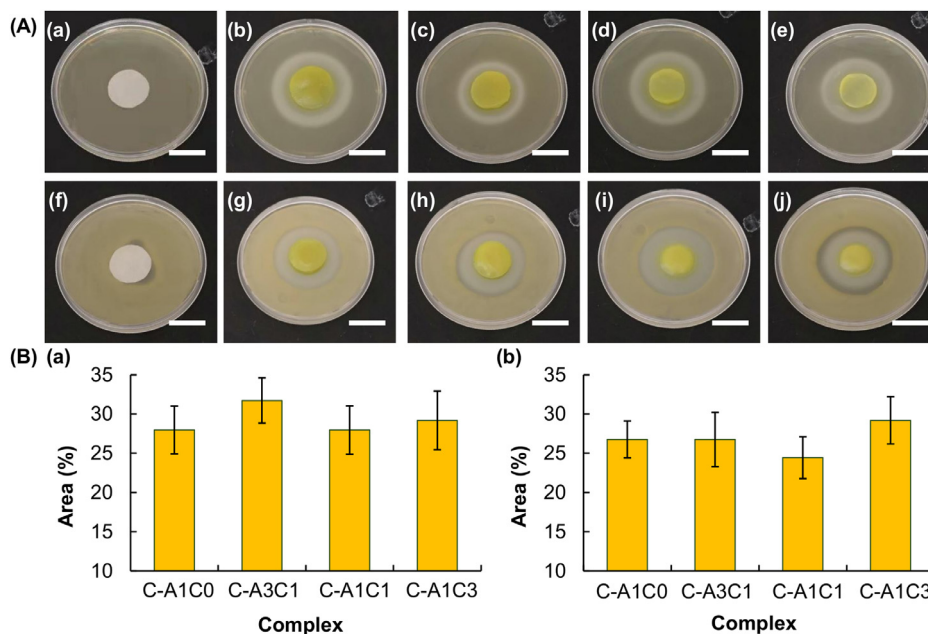 (A) (a) (b) (c) (d) (e)
(f) (g) (h) (i) (j)
(B) (a)
35
30
25
20
15
10
Area (%)
C-A1C0 C-A3C1 C-A1C1 C-A1C3
Complex
(b)
35
30
25
20
15
10
Area (%)
C-A1C0 C-A3C1 C-A1C1 C-A1C3
Complex